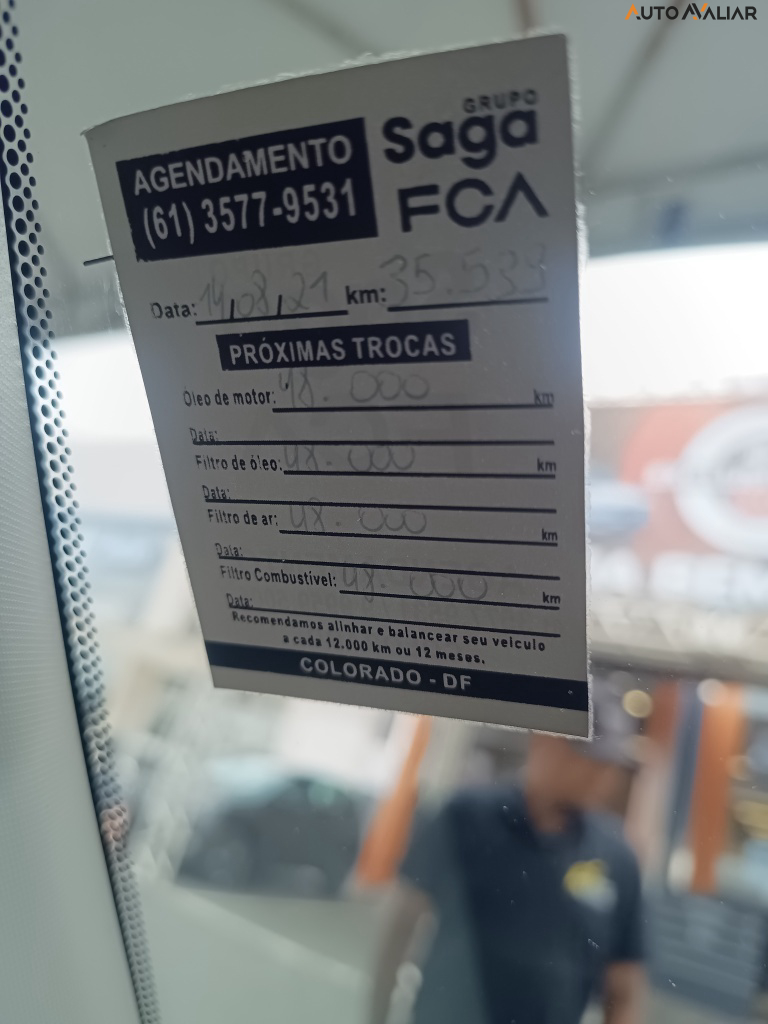 AUTO AVALIAR
GRUPO
Saga
FCA
AGENDAMENTO
(61) 3577-9531
Data: 14,08,21 km: 35.533
PRÓXIMAS TROCAS
Óleo de motor: 48.000 km
Data:
Filtro de óleo: 48.000 km
Data:
Filtro de ar: 48.000 km
Data:
Filtro Combustível: 48.000 km
Data:
Recomendamos alinhar e balancear seu veículo
a cada 12.000 km ou 12 meses.
COLORADO - DF